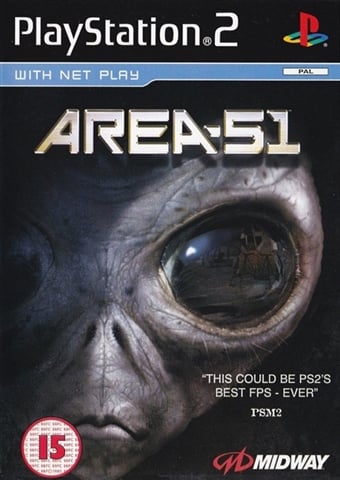 PlayStation®2
WITH NET PLAY
PAL
AREA-51
"THIS COULD BE PS2'S
BEST FPS - EVER"
PSM2
15
MIDWAY